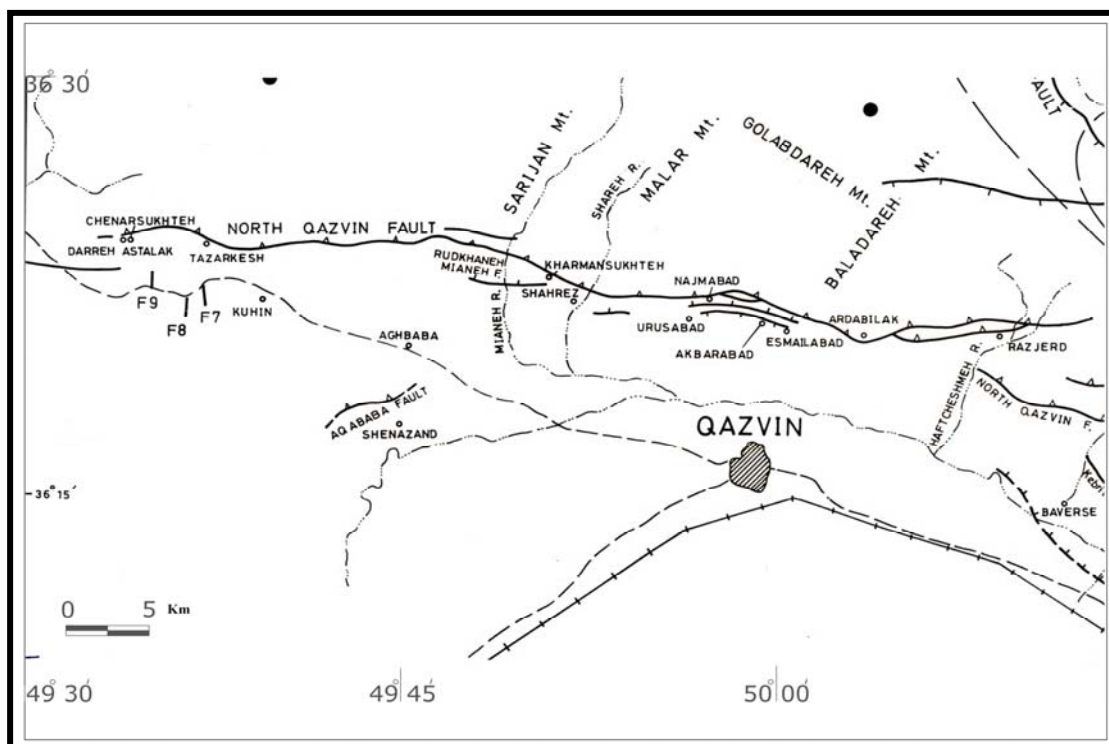 36° 30′
AULT
SARIJAN Mt.
SHAREH R.
MALAR Mt.
GOLABDAREH Mt.
BALADAREH Mt.
CHENARSUKHTEH
NORTH QAZVIN FAULT
DARREH ASTALAK
TAZARKESH
RUDKHANEH
MIANEH F.
KHARMANSUKHTEH
SHAHREZ
NAJMABAD
F9
F8
F7
KUHIN
MIANEH R.
URUSABAD
AKBARABAD
ESMAILABAD
ARDABILAK
RAZJERD
AGHBABA
HAFTCHESHMEH R.
NORTH QAZVIN F.
AQABABA FAULT
SHENAZAND
QAZVIN
36° 15′
BAVERSE
0 5 Km
49° 30′
49° 45′
50° 00′